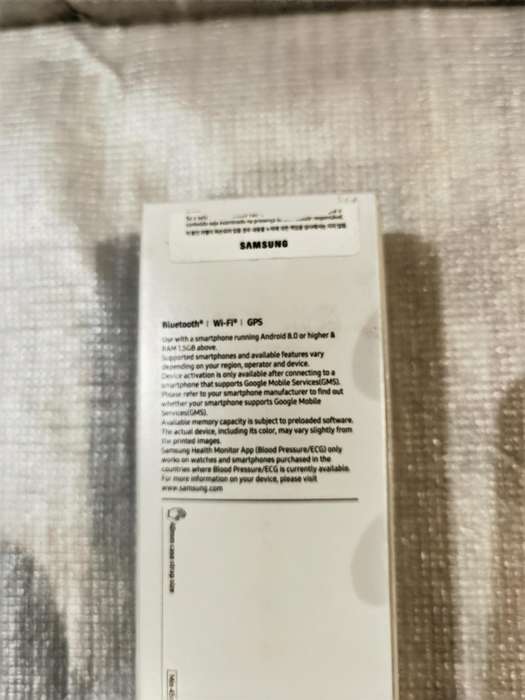 SAMSUNG
Bluetooth® | Wi-Fi® | GPS
Use with a smartphone running Android 8.0 or higher &
RAM 1.5GB above.
Supported smartphones and available features vary
depending on your region, operator and device.
Device activation is only available after connecting to a
smartphone that supports Google Mobile Services(GMS).
Please refer to your smartphone manufacturer to find out
whether your smartphone supports Google Mobile
Services(GMS).
Available memory capacity is subject to preloaded software.
The actual device, including its color, may vary slightly from
the printed images.
Samsung Health Monitor App (Blood Pressure/ECG) only
works on watches and smartphones purchased in the
countries where Blood Pressure/ECG is currently available.
For more information on your device, please visit
www.samsung.com